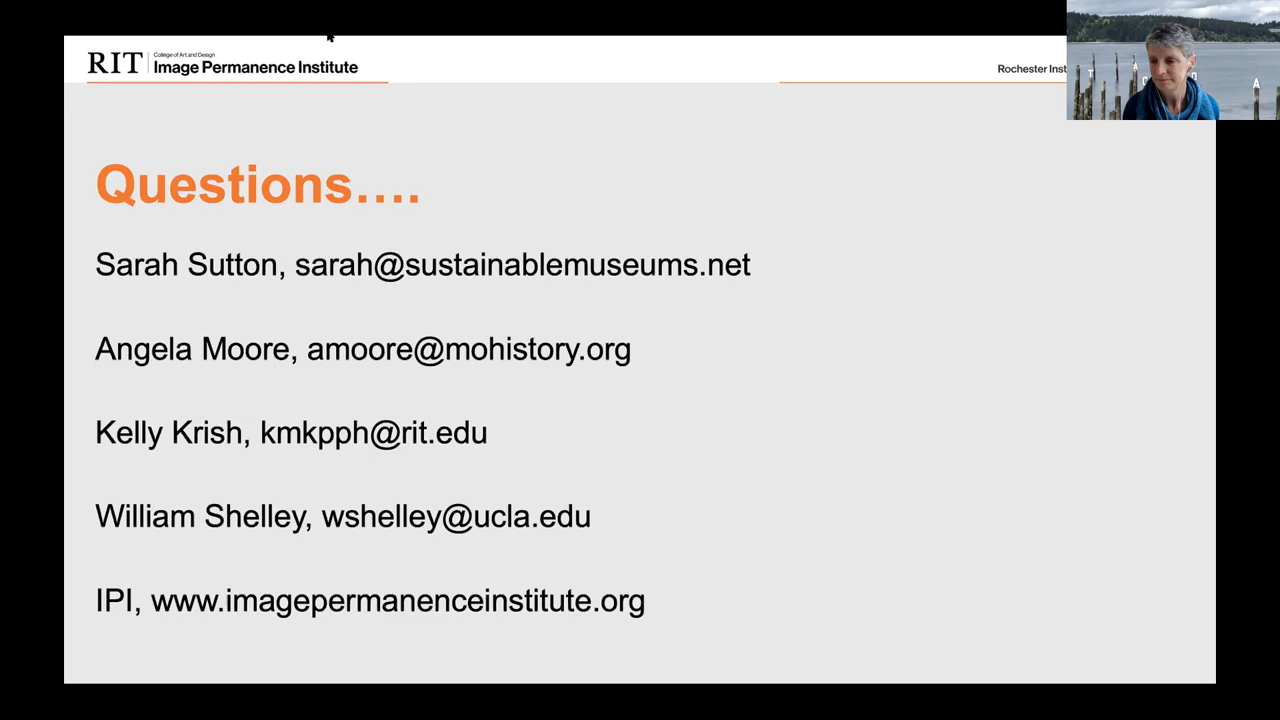 RIT
College of Art and Design
Image Permanence Institute
Rochester Inst
Questions….
Sarah Sutton, sarah@sustainablemuseums.net
Angela Moore, amoore@mohistory.org
Kelly Krish, kmkpph@rit.edu
William Shelley, wshelley@ucla.edu
IPI, www.imagepermanenceinstitute.org